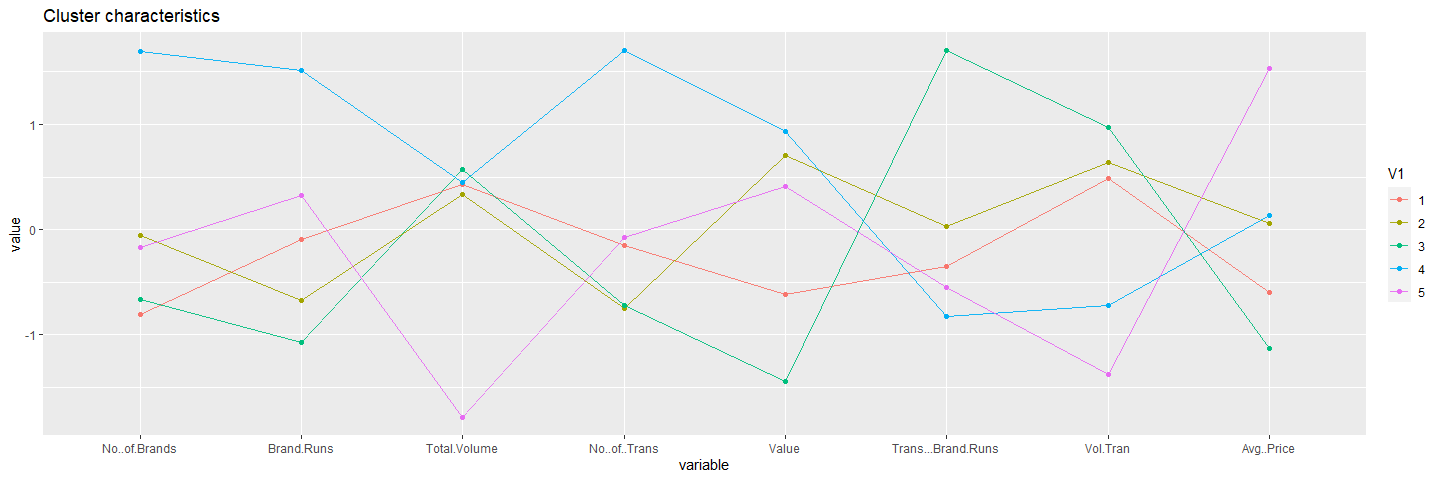 Cluster characteristics
value
1
0
-1
No..of.Brands Brand.Runs Total.Volume No..of..Trans Value Trans...Brand.Runs Vol.Tran Avg..Price
variable
V1
1
2
3
4
5